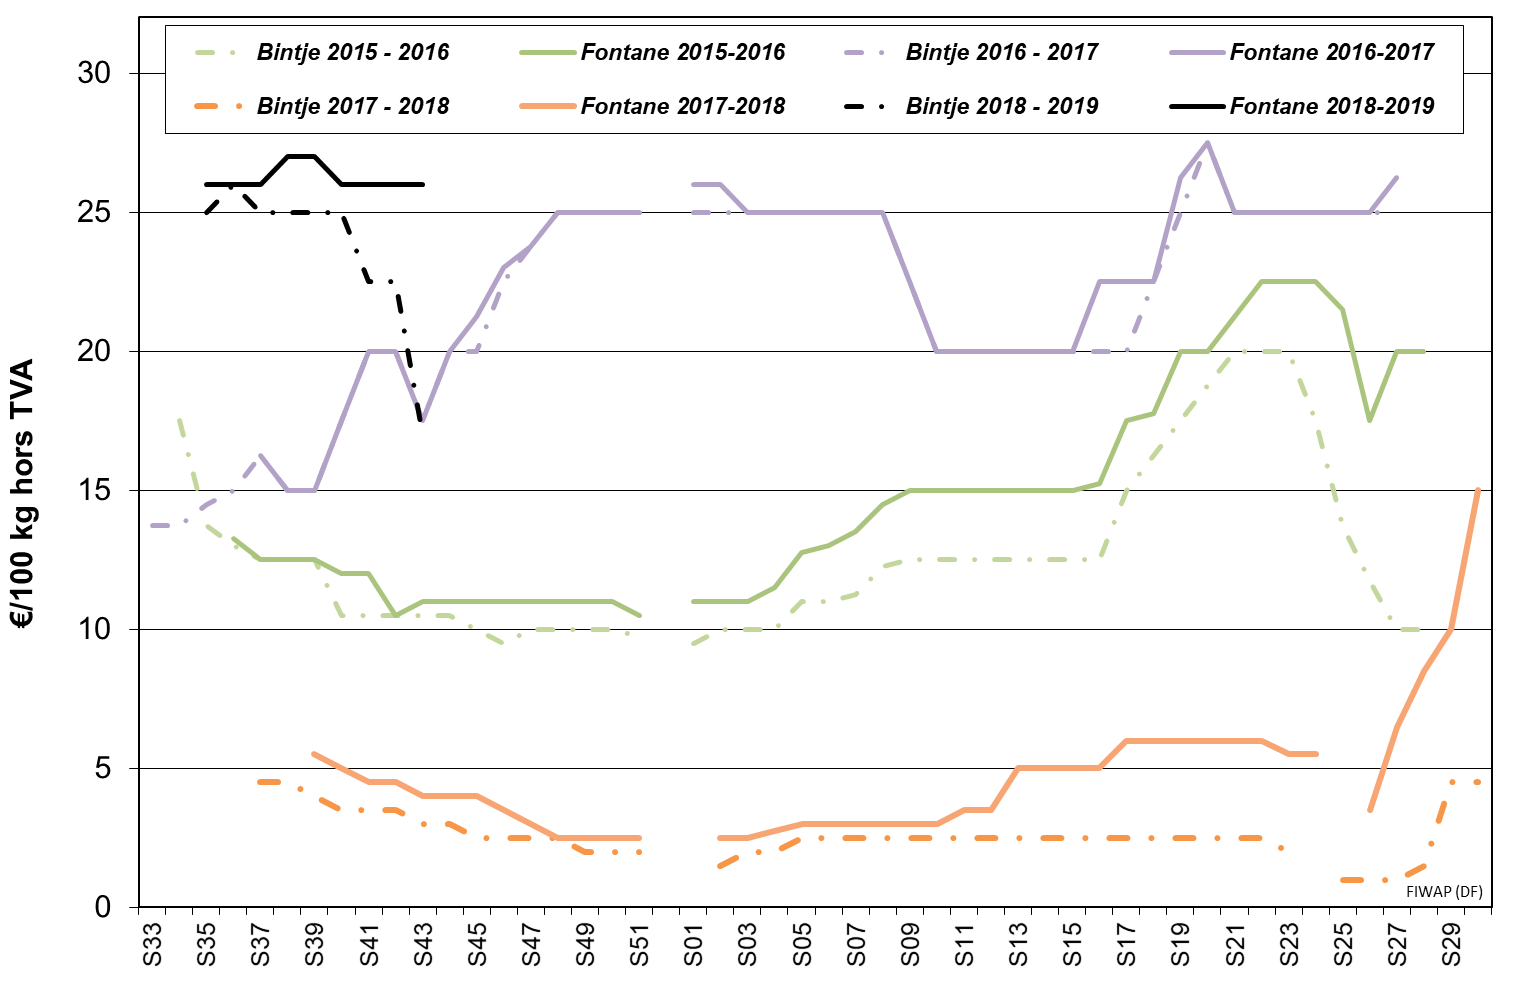 Bintje 2015 - 2016 Fontane 2015-2016 Bintje 2016 - 2017 Fontane 2016-2017
Bintje 2017 - 2018 Fontane 2017-2018 Bintje 2018 - 2019 Fontane 2018-2019
€/100 kg hors TVA
30
25
20
15
10
5
0
FIWAP (DF)
S33 S35 S37 S39 S41 S43 S45 S47 S49 S51 S01 S03 S05 S07 S09 S11 S13 S15 S17 S19 S21 S23 S25 S27 S29